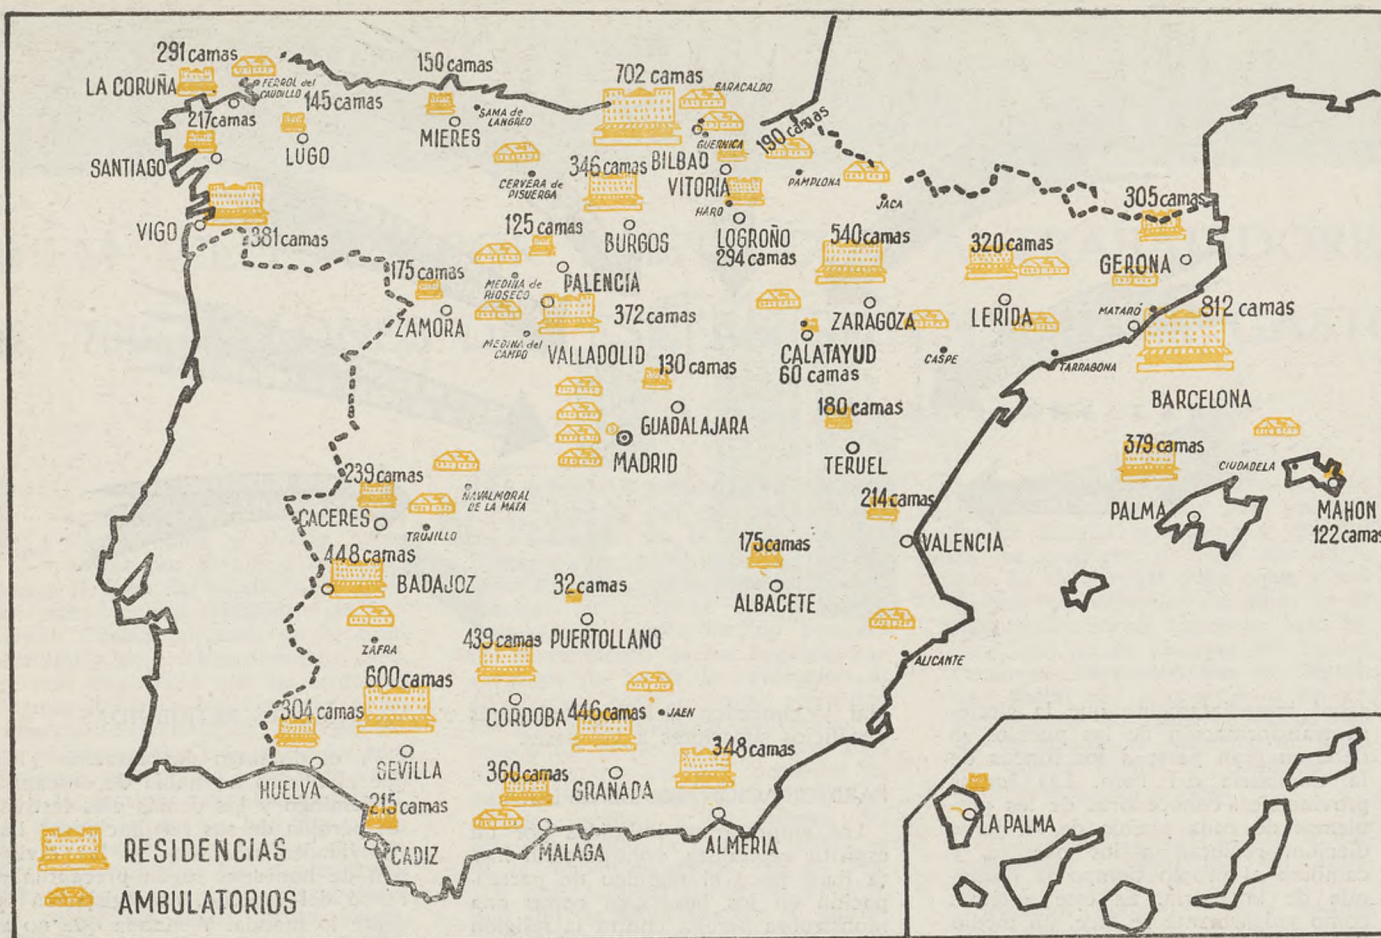 291 camas
LA CORUÑA
FERROL del
CAUDILLO
217 camas
145 camas
SANTIAGO
LUGO
150 camas
SAMA de
LANGREO
MIERES
702 camas
BARACALDO
GUERNICA
BILBAO
190 camas
VITORIA
PAMPLONA
JACA
346 camas
CERVERA de
PISUERGA
BURGOS
HARO
LOGROÑO
294 camas
VIGO
381 camas
125 camas
PALENCIA
175 camas
ZAMORA
MEDINA de
RIOSECO
372 camas
MEDINA del
CAMPO
VALLADOLID
540 camas
ZARAGOZA
320 camas
LERIDA
305 camas
GERONA
MATARO
812 camas
BARCELONA
TARRAGONA
CALATAYUD
60 camas
CASPE
130 camas
GUADALAJARA
MADRID
180 camas
TERUEL
379 camas
PALMA
CIUDADELA
MAHON
122 camas
239 camas
CACERES
NAVALMORAL
DE LA MATA
TRUJILLO
214 camas
VALENCIA
448 camas
BADAJOZ
175 camas
ALBACETE
32 camas
PUERTOLLANO
ZAFRA
439 camas
CORDOBA
ALICANTE
600 camas
SEVILLA
304 camas
HUELVA
446 camas
JAEN
GRANADA
348 camas
ALMERIA
360 camas
MALAGA
215 camas
CADIZ
LA PALMA
RESIDENCIAS
AMBULATORIOS